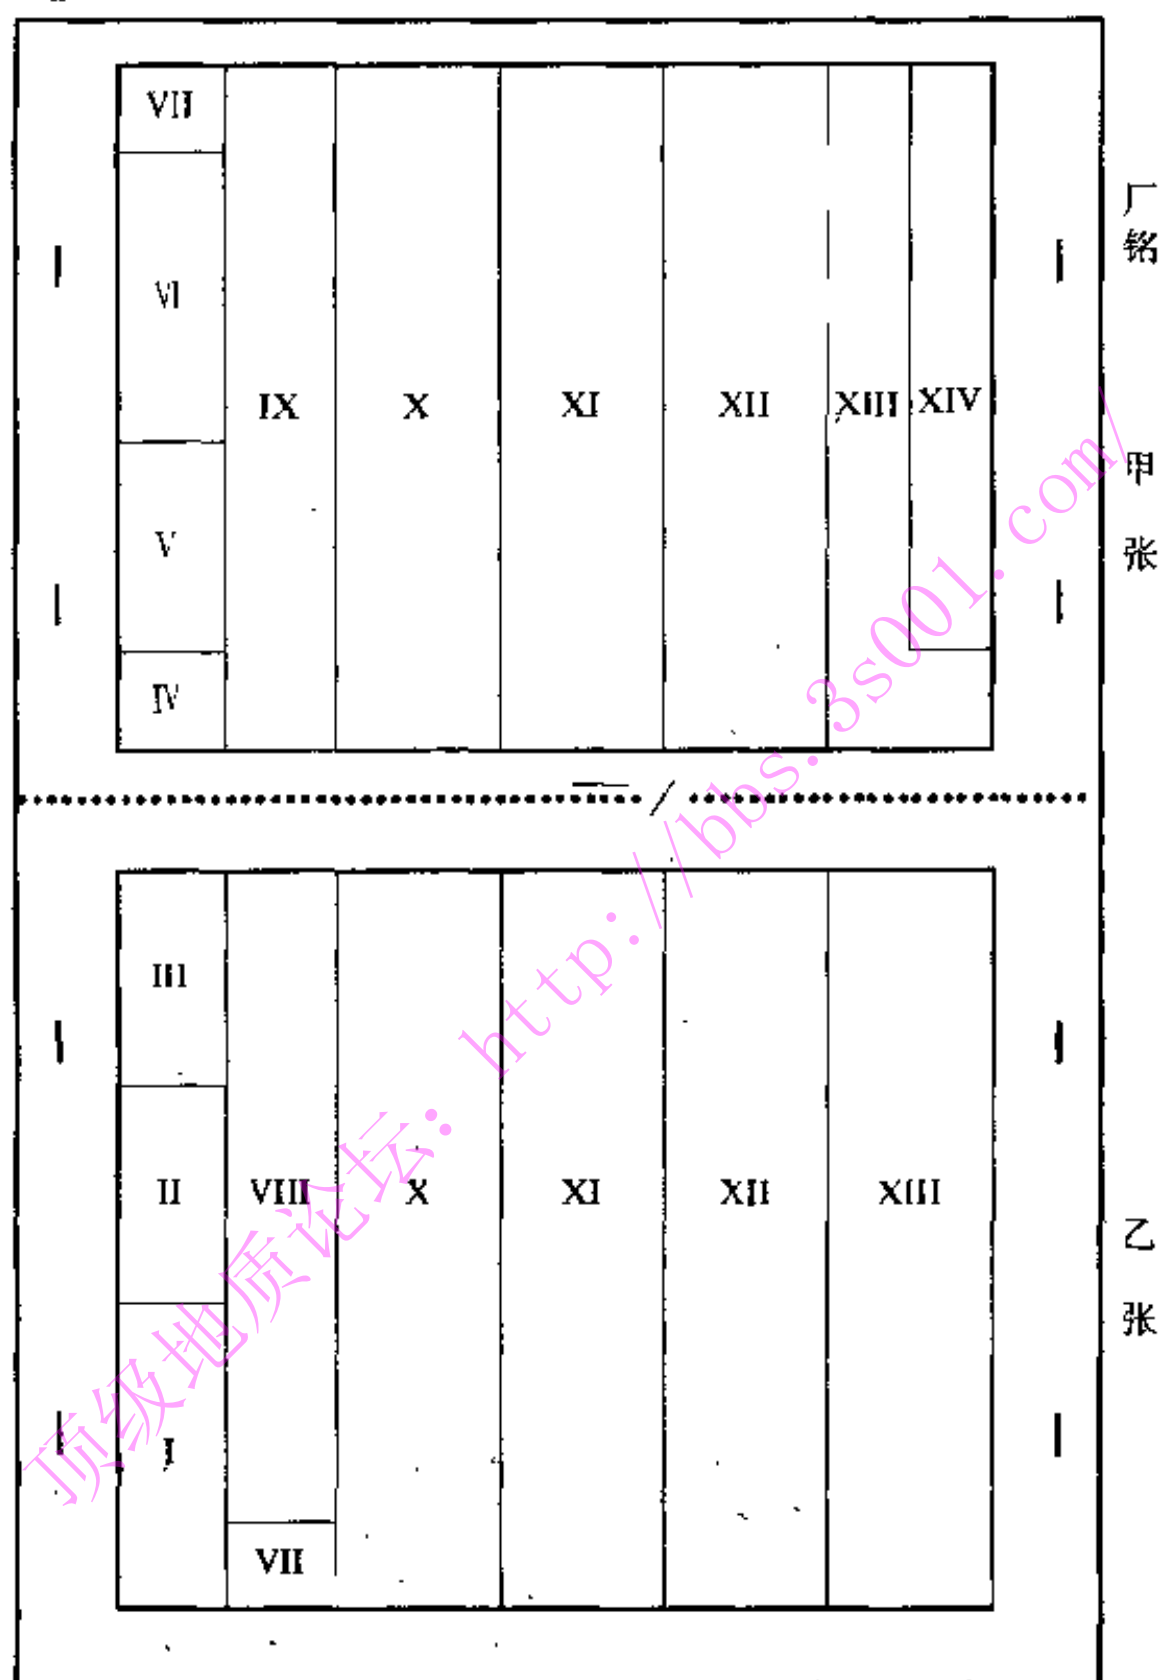 VII
VI
V
IV
IX
X
XI
XII
XIII
XIV
厂铭
甲张
III
II
I
VIII
VII
X
XI
XII
XIII
乙张
顶级地质论坛: http://bbs.3s001.com/